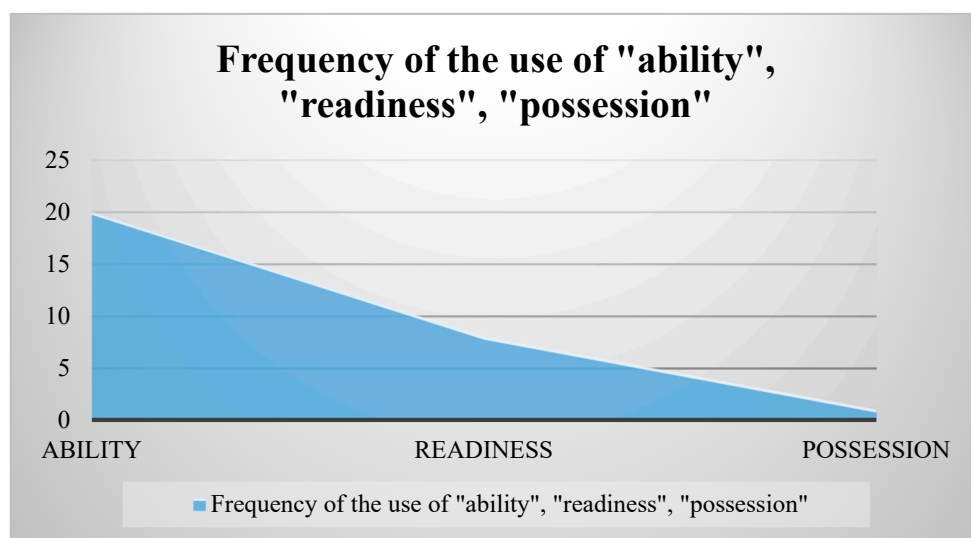 Frequency of the use of "ability",
"readiness", "possession"
25
20
15
10
5
0
ABILITY READINESS POSSESSION
Frequency of the use of "ability", "readiness", "possession"